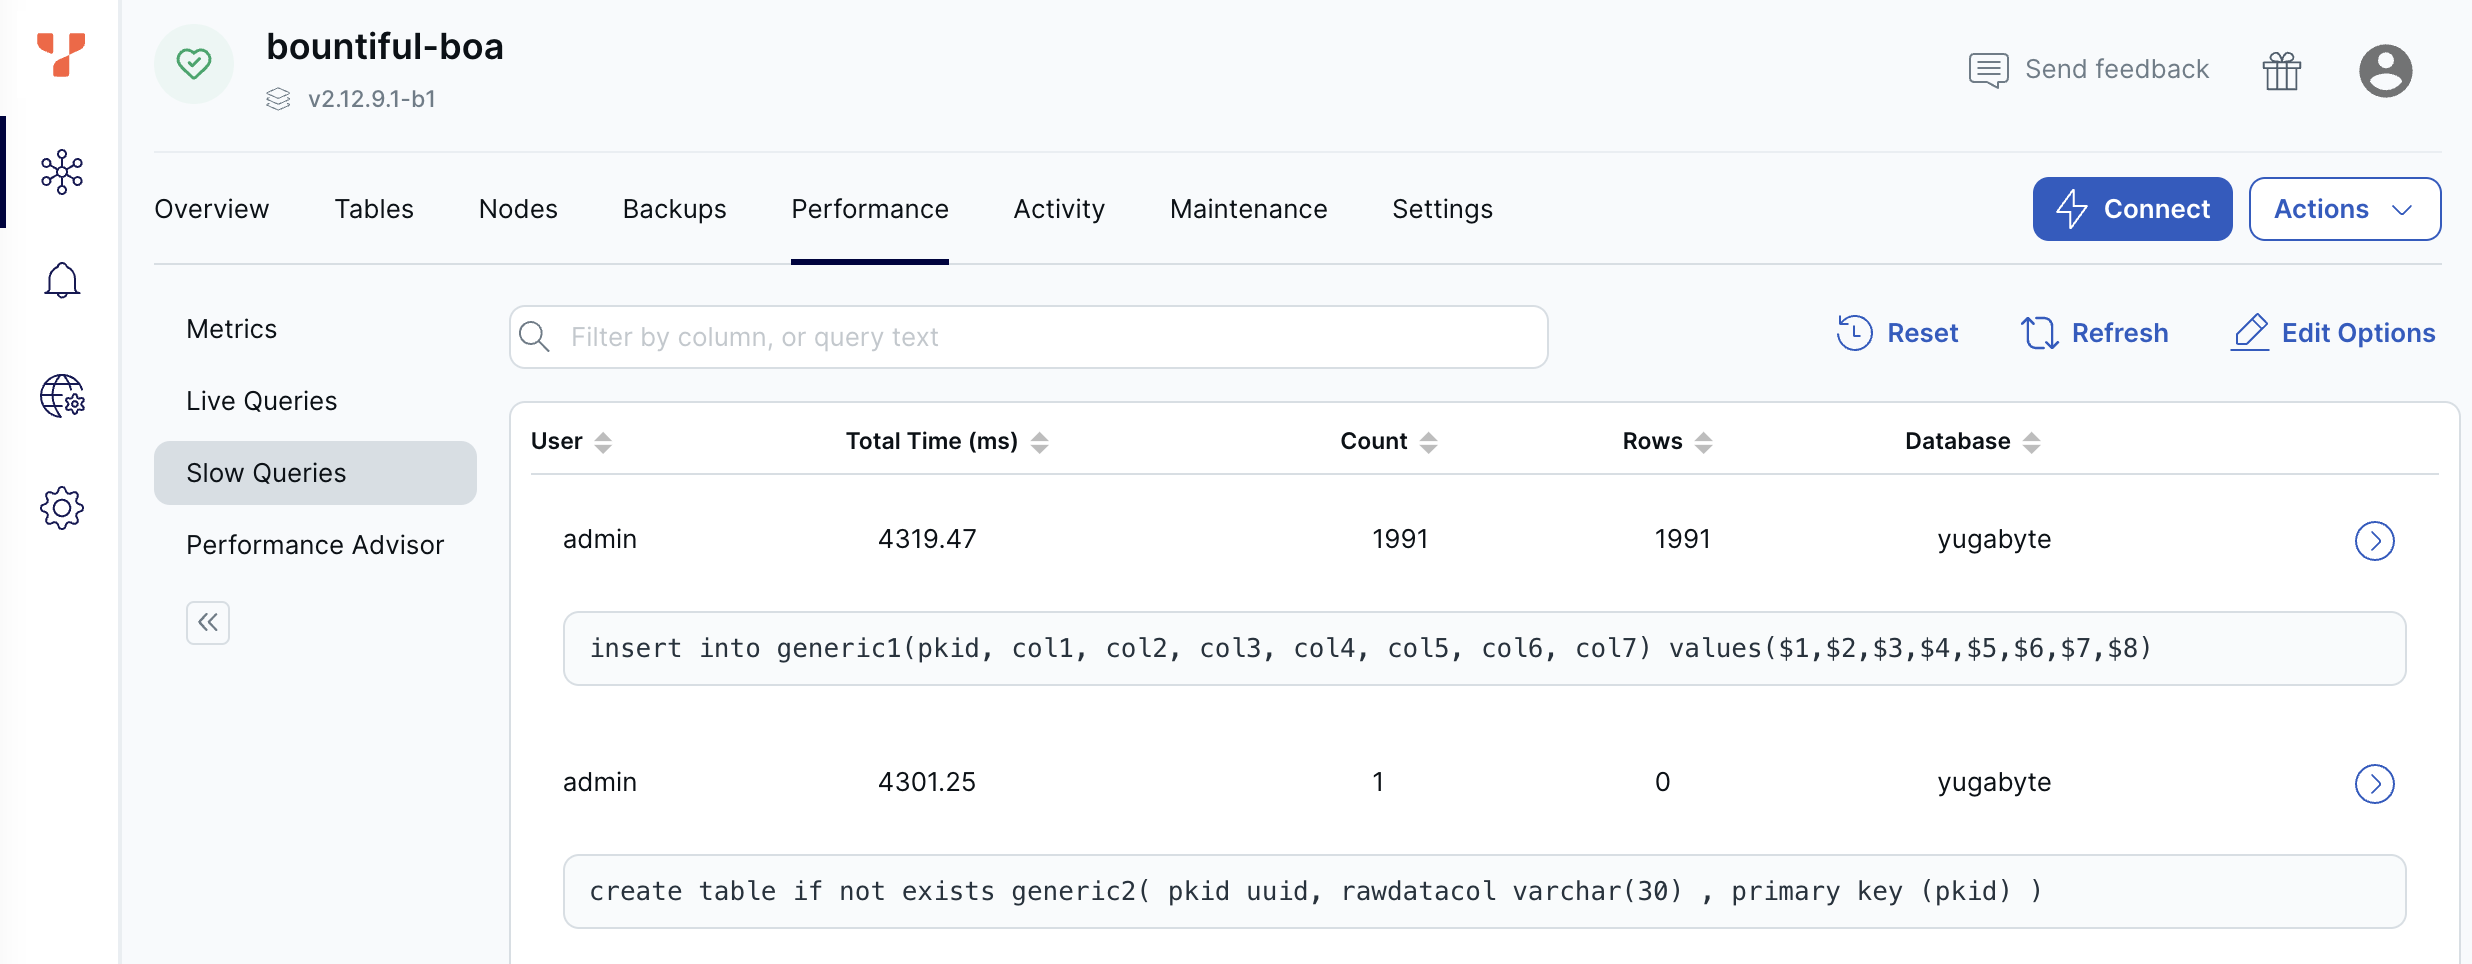 bountiful-boa
v2.12.9.1-b1
Send feedback
Overview Tables Nodes Backups Performance Activity Maintenance Settings Connect Actions
Metrics
Live Queries
Slow Queries
Performance Advisor
Filter by column, or query text
Reset Refresh Edit Options
User Total Time (ms) Count Rows Database
admin 4319.47 1991 1991 yugabyte
insert into generic1(pkid, col1, col2, col3, col4, col5, col6, col7) values($1,$2,$3,$4,$5,$6,$7,$8)
admin 4301.25 1 0 yugabyte
create table if not exists generic2( pkid uuid, rawdatacol varchar(30) , primary key (pkid) )